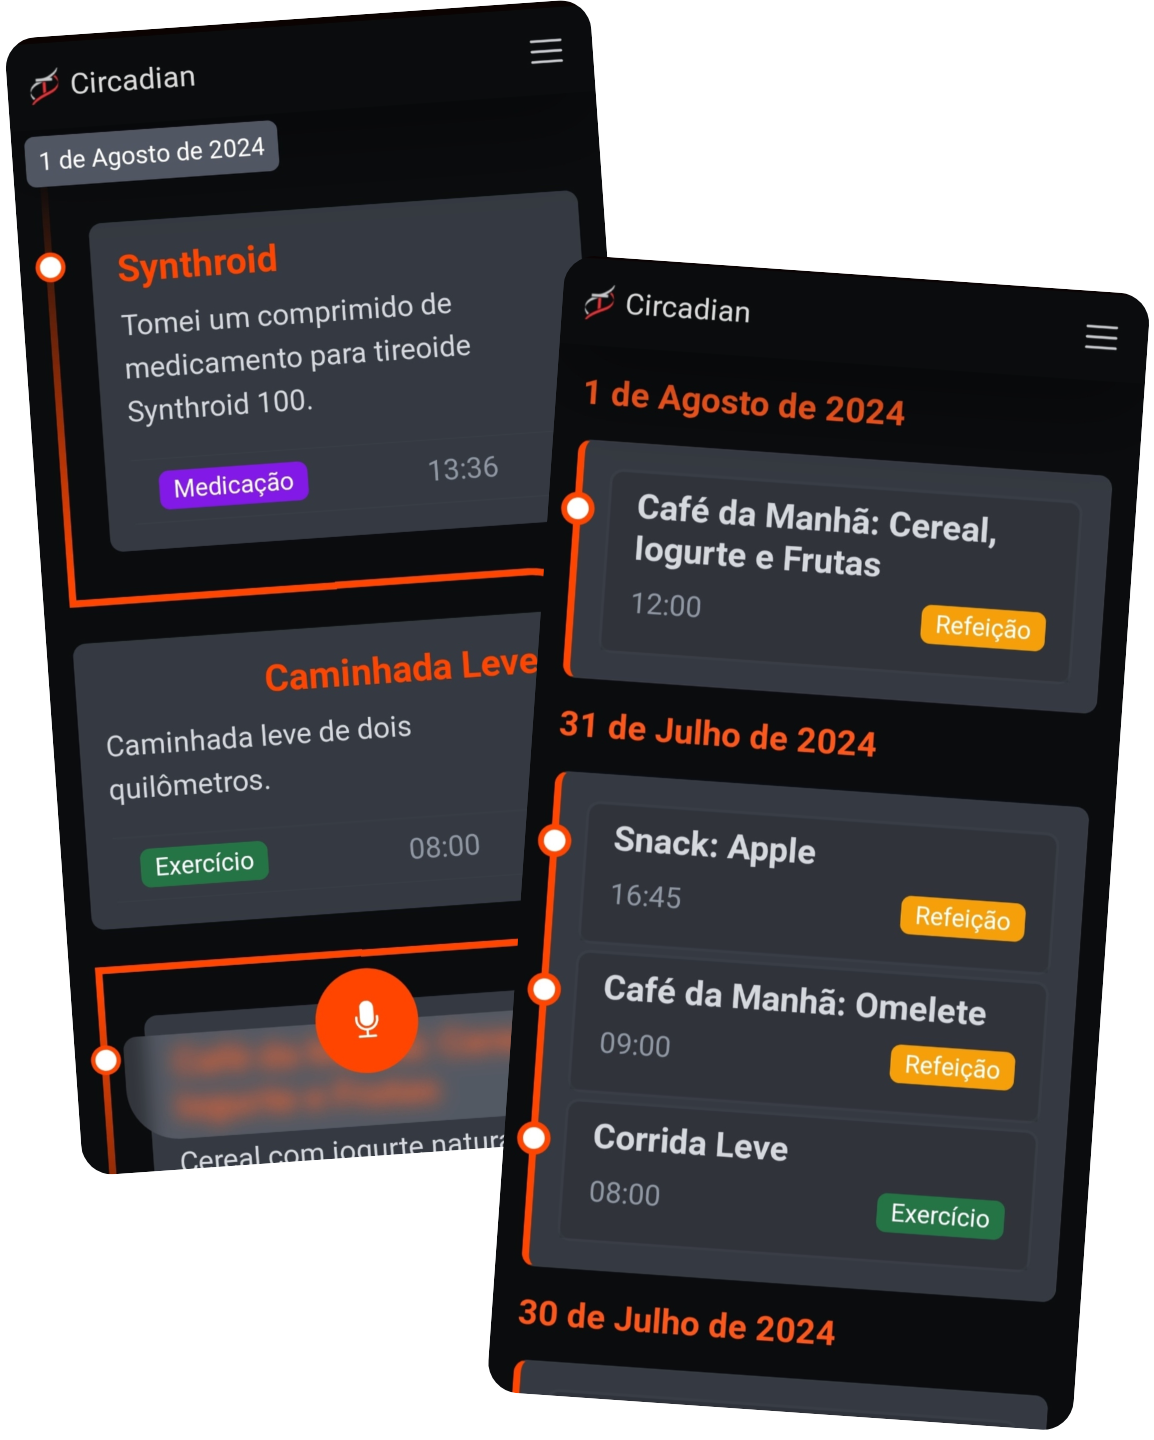 Circadian
1 de Agosto de 2024
Synthroid
Tomei um comprimido de
medicamento para tireoide
Synthroid 100.
Medicação
13:36
Caminhada Leve
Caminhada leve de dois
quilômetros.
Exercício
08:00
Cereal com iogurte
Circadian
1 de Agosto de 2024
Café da Manhã: Cereal,
Iogurte e Frutas
12:00
Refeição
31 de Julho de 2024
Snack: Apple
16:45
Refeição
Café da Manhã: Omelete
09:00
Refeição
Corrida Leve
08:00
Exercício
30 de Julho de 2024